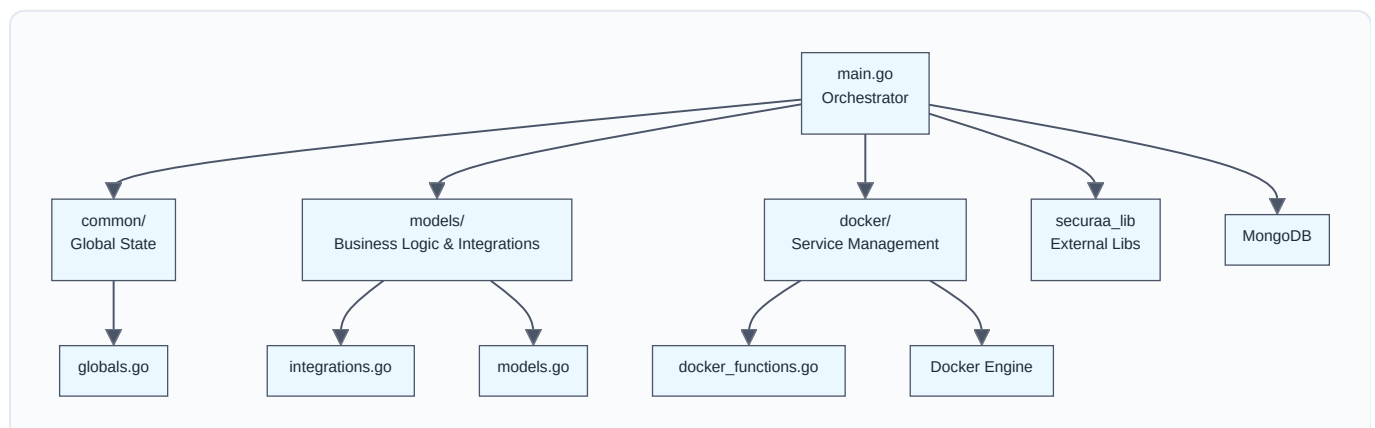 main.go
Orchestrator
common/
Global State
models/
Business Logic & Integrations
docker/
Service Management
securaa_lib
External Libs
MongoDB
globals.go
integrations.go
models.go
docker_functions.go
Docker Engine